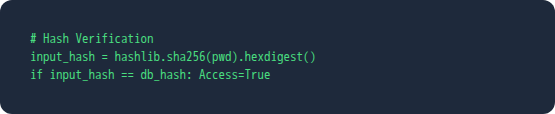 # Hash Verification
input_hash = hashlib.sha256(pwd).hexdigest()
if input_hash == db_hash: Access=True